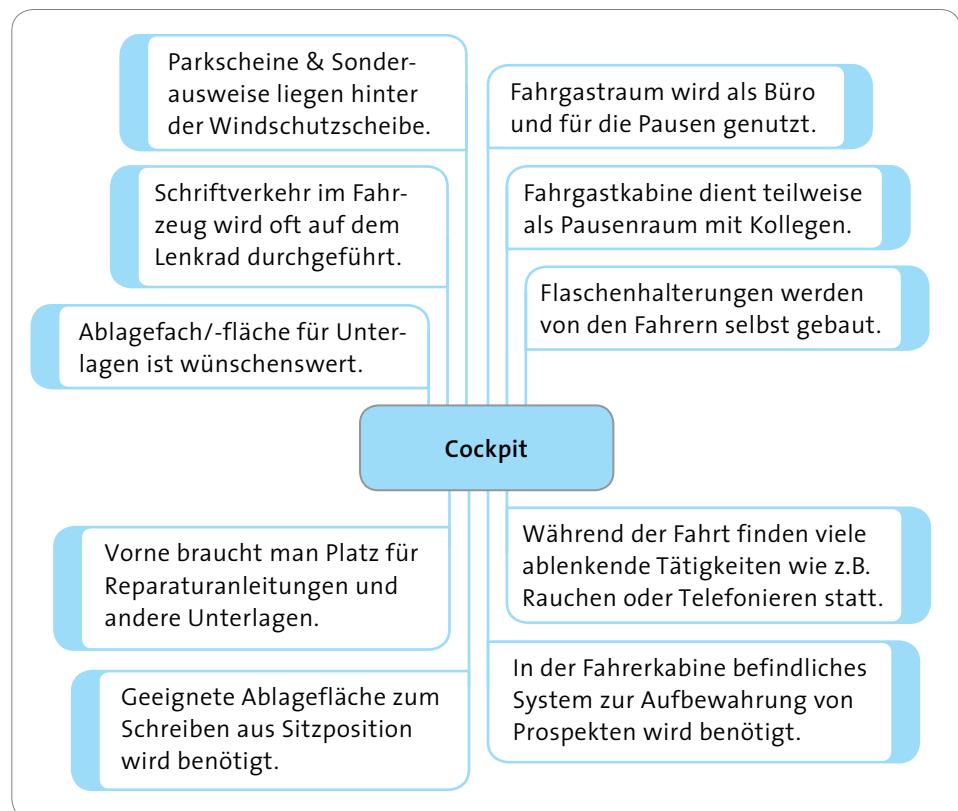 Parkscheine & Sonder-
ausweise liegen hinter
der Windschutzscheibe.
Schriftverkehr im Fahr-
zeug wird oft auf dem
Lenkrad durchgeführt.
Ablagefach/-fläche für Unter-
lagen ist wünschenswert.
Fahrgastraum wird als Büro
und für die Pausen genutzt.
Fahrgastkabine dient teilweise
als Pausenraum mit Kollegen.
Flaschenhalterungen werden
von den Fahrern selbst gebaut.
Cockpit
Vorne braucht man Platz für
Reparaturanleitungen und
andere Unterlagen.
Geeignete Ablagefläche zum
Schreiben aus Sitzposition
wird benötigt.
Während der Fahrt finden viele
ablenkende Tätigkeiten wie z.B.
Rauchen oder Telefonieren statt.
In der Fahrerkabine befindliches
System zur Aufbewahrung von
Prospekten wird benötigt.